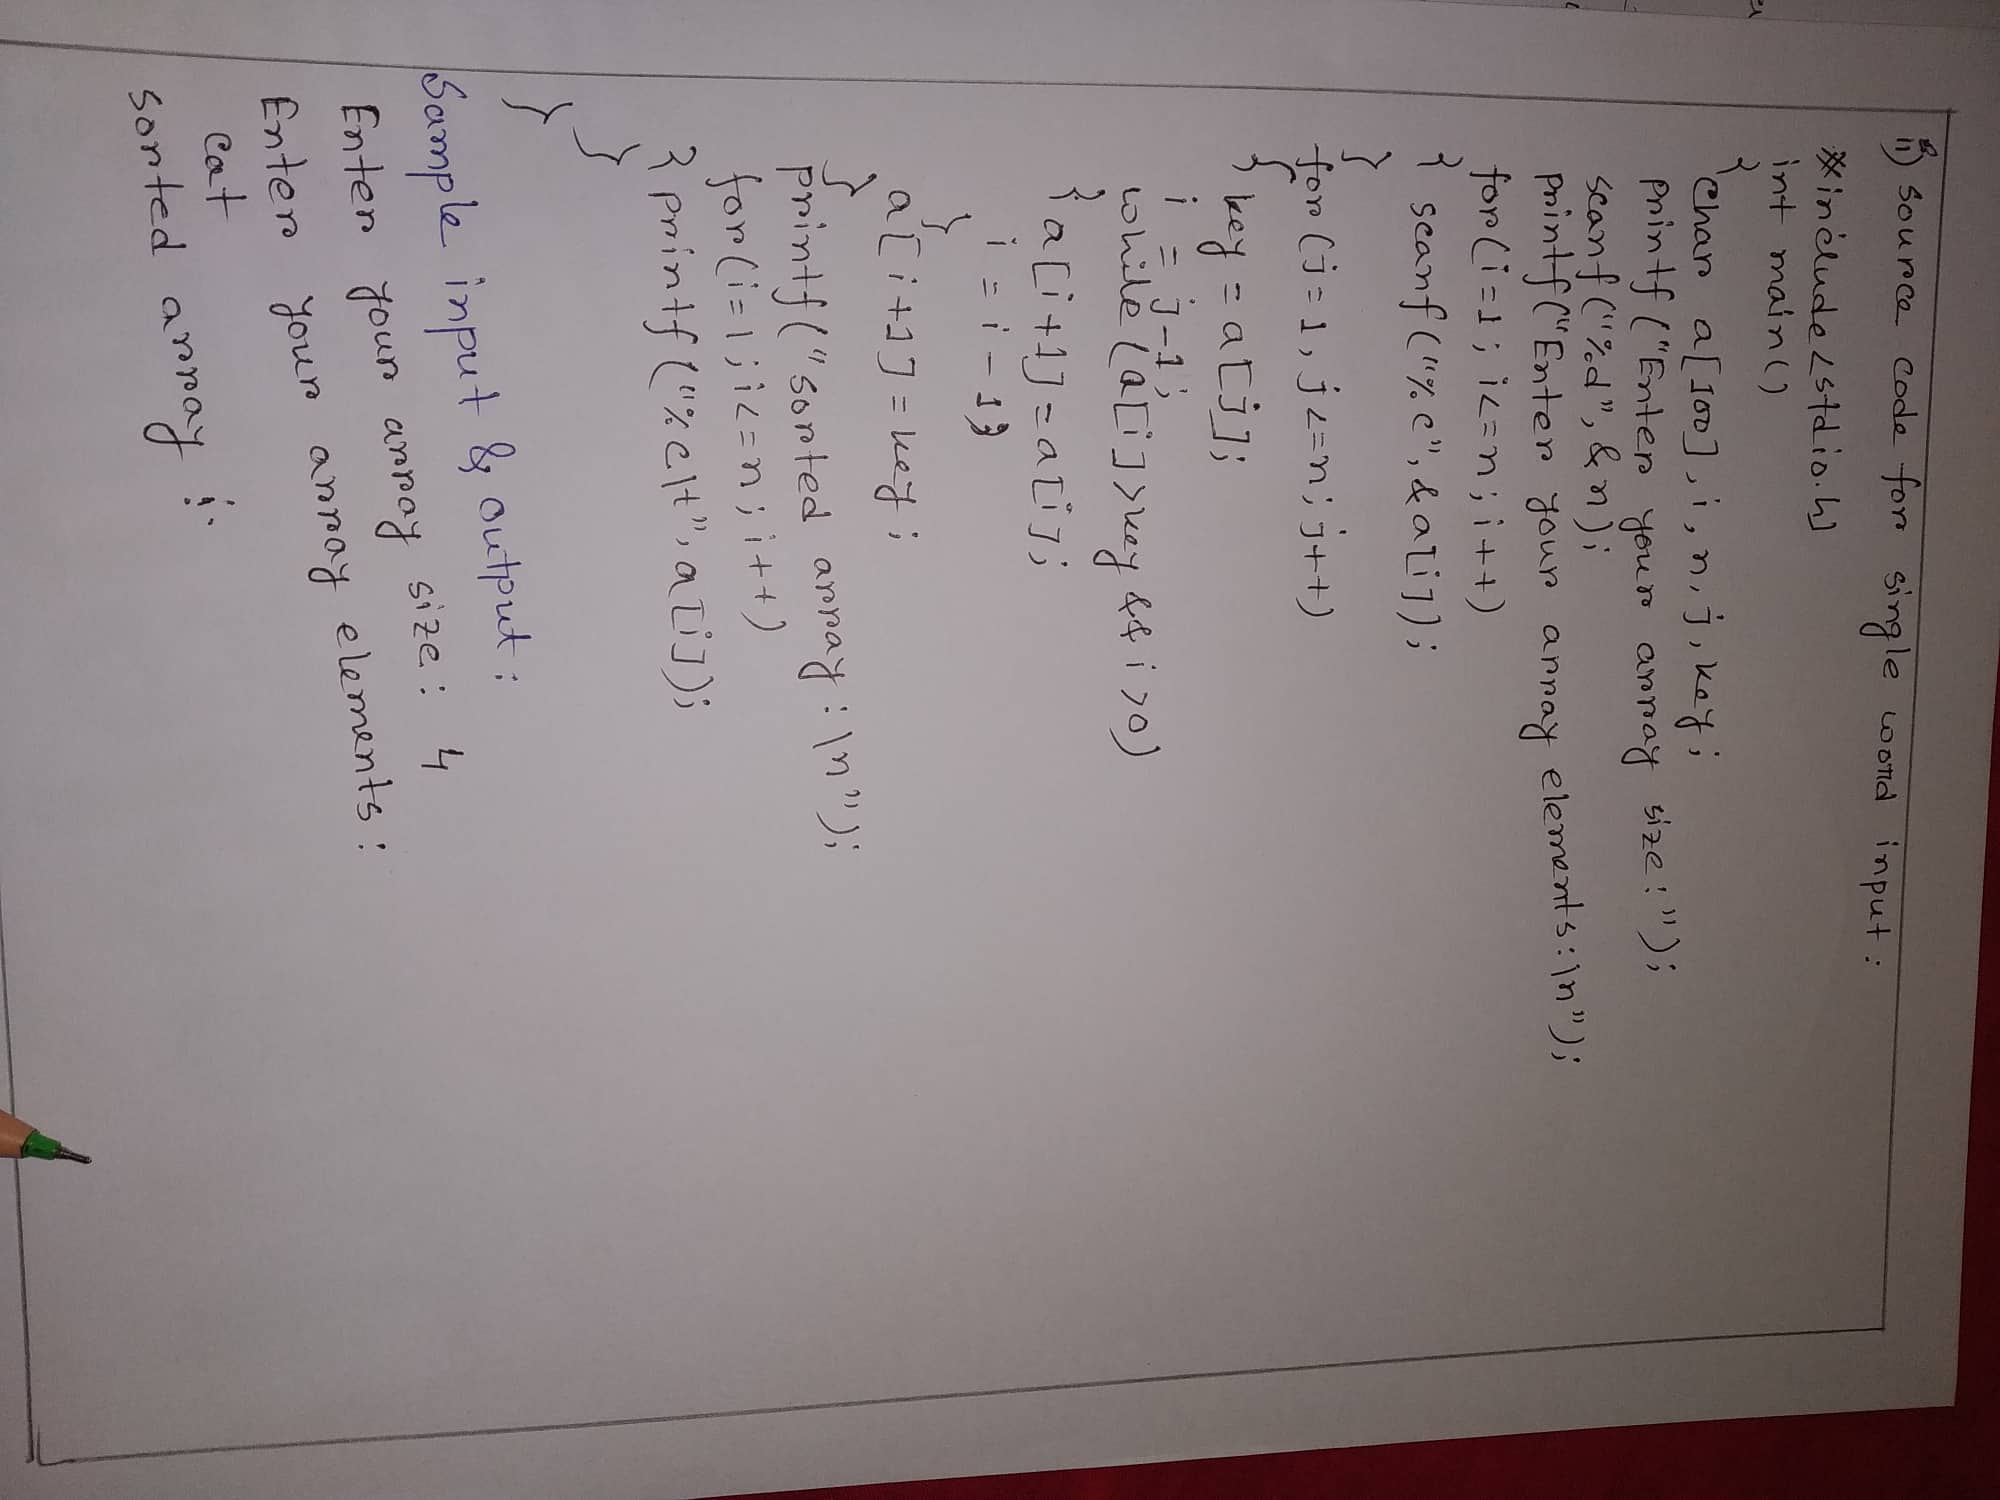 ii) source code for single word input:
#include<stdio.h>
int main()
{
char a[100],i,n,j,key;
printf("Enter your array size:");
scanf("%d",&n);
printf("Enter your array elements:\n");
for(i=1;i<=n;i++)
{
scanf("%c",&a[i]);
}
for(j=1,j<=n;j++)
{
key=a[j];
i=j-1;
while(a[i]>key && i>0)
{
a[i+1]=a[i];
i=i-1;
}
a[i+1]=key;
}
printf("sorted array:\n");
for(i=1;i<=n;i++)
{
printf("%c\t",a[i]);
}
}
Sample input & output:
Enter your array size: 4
Enter your array elements:
cat
sorted array: